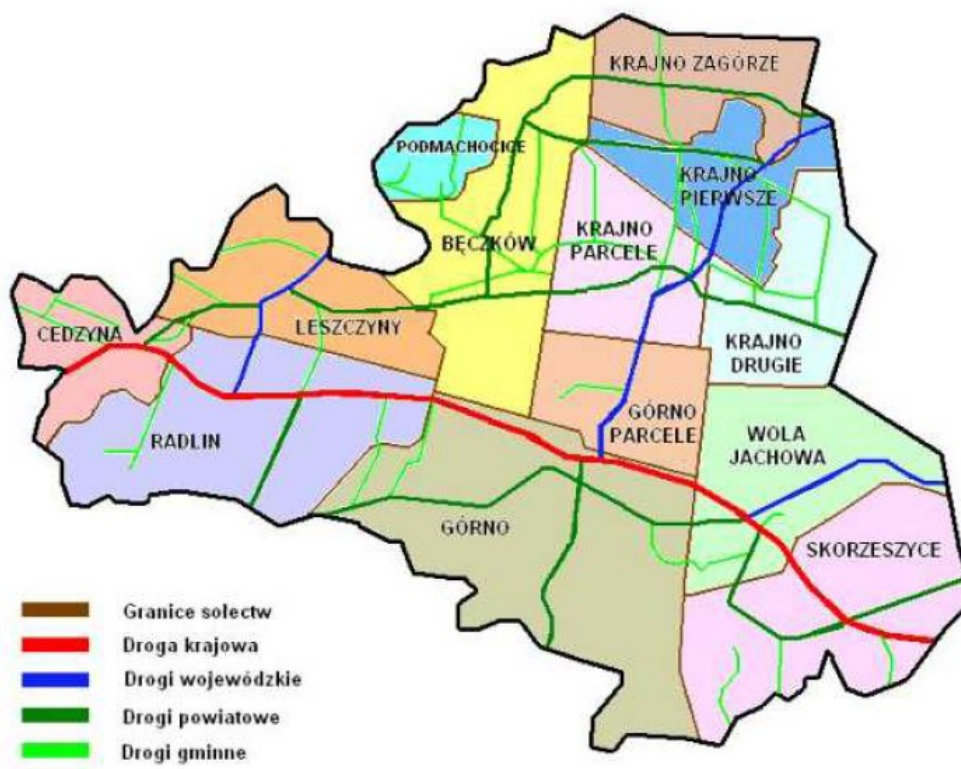 KRAJNO ZAGÓRZE
PODMACHOCICE
KRAJNO
PIERWSZE
BĘCZKÓW
KRAJNO
PARCELE
CEDZYNA
LESZCZYNY
KRAJNO
DRUGIE
RADLIN
GÓRNO
PARCELE
WOLA
JACHOWA
GÓRNO
SKORZESZYCE
Granice sołectw
Droga krajowa
Drogi wojewódzkie
Drogi powiatowe
Drogi gminne